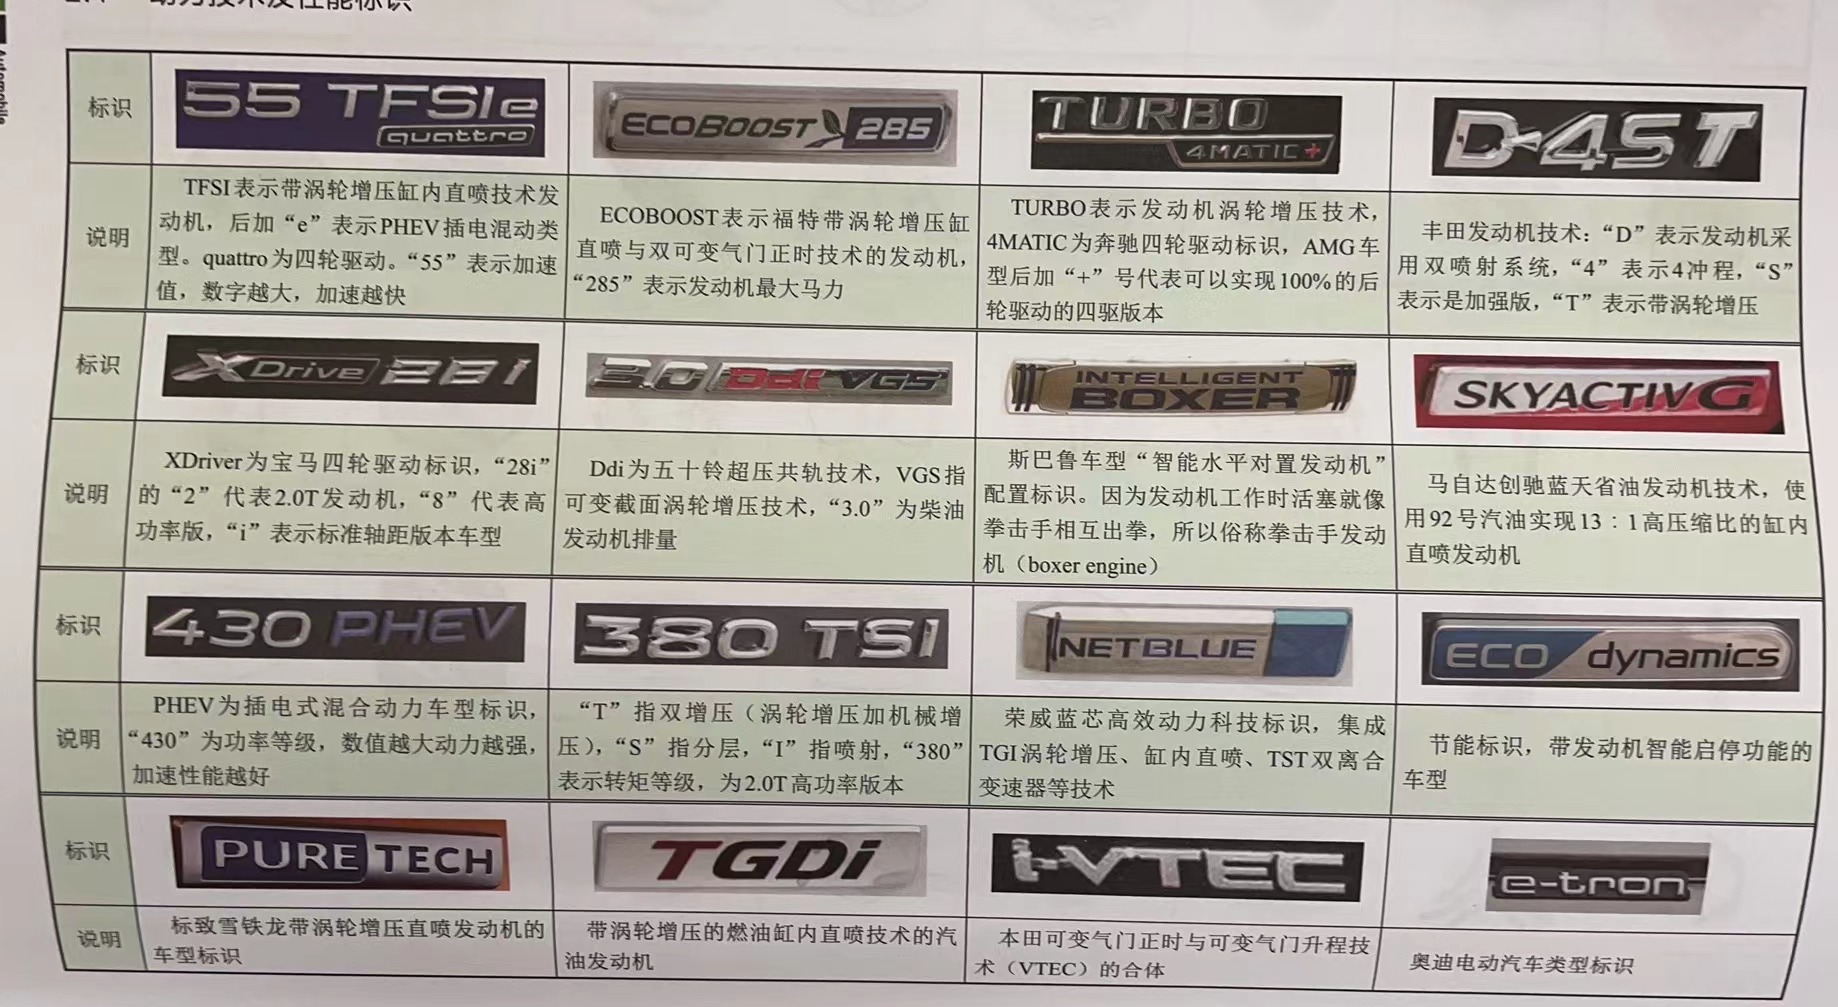 动力技术及性能标识
Automobile
标识
55 TFSIe
quattro
ECOBOOST 285
TURBO
4MATIC+
D-4S T
说明
TFSI表示带涡轮增压缸内直喷技术发
动机，后加“e”表示PHEV插电混动类
型。quattro为四轮驱动。“55”表示加速
值，数字越大，加速越快
ECOBOOST表示福特带涡轮增压缸
直喷与双可变气门正时技术的发动机，
“285”表示发动机最大马力
TURBO表示发动机涡轮增压技术，
4MATIC为奔驰四轮驱动标识，AMG车
型后加“+”号代表可以实现100%的后
轮驱动的四驱版本
丰田发动机技术：“D”表示发动机采
用双喷射系统，“4”表示4冲程，“S”
表示是加强版，“T”表示带涡轮增压
标识
XDrive 28i
3.0 Ddi VGS
INTELLIGENT
BOXER
SKYACTIV G
说明
XDriver为宝马四轮驱动标识，“28i”
的“2”代表2.0T发动机，“8”代表高
功率版，“i”表示标准轴距版本车型
Ddi为五十铃超压共轨技术，VGS指
可变截面涡轮增压技术，“3.0”为柴油
发动机排量
斯巴鲁车型“智能水平对置发动机”
配置标识。因为发动机工作时活塞就像
拳击手相互出拳，所以俗称拳击手发动
机（boxer engine）
马自达创驰蓝天省油发动机技术，使
用92号汽油实现13：1高压缩比的缸内
直喷发动机
标识
430 PHEV
380 TSI
NETBLUE
ECO dynamics
说明
PHEV为插电式混合动力车型标识，
“430”为功率等级，数值越大动力越强，
加速性能越好
“T”指双增压（涡轮增压加机械增
压），“S”指分层，“I”指喷射，“380”
表示转矩等级，为2.0T高功率版本
荣威蓝芯高效动力科技标识，集成
TGI涡轮增压、缸内直喷、TST双离合
变速器等技术
节能标识，带发动机智能启停功能的
车型
标识
PURETECH
TGDi
i-VTEC
e-tron
说明
标致雪铁龙带涡轮增压直喷发动机的
车型标识
带涡轮增压的燃油缸内直喷技术的汽
油发动机
本田可变气门正时与可变气门升程技
术（VTEC）的合体
奥迪电动汽车类型标识